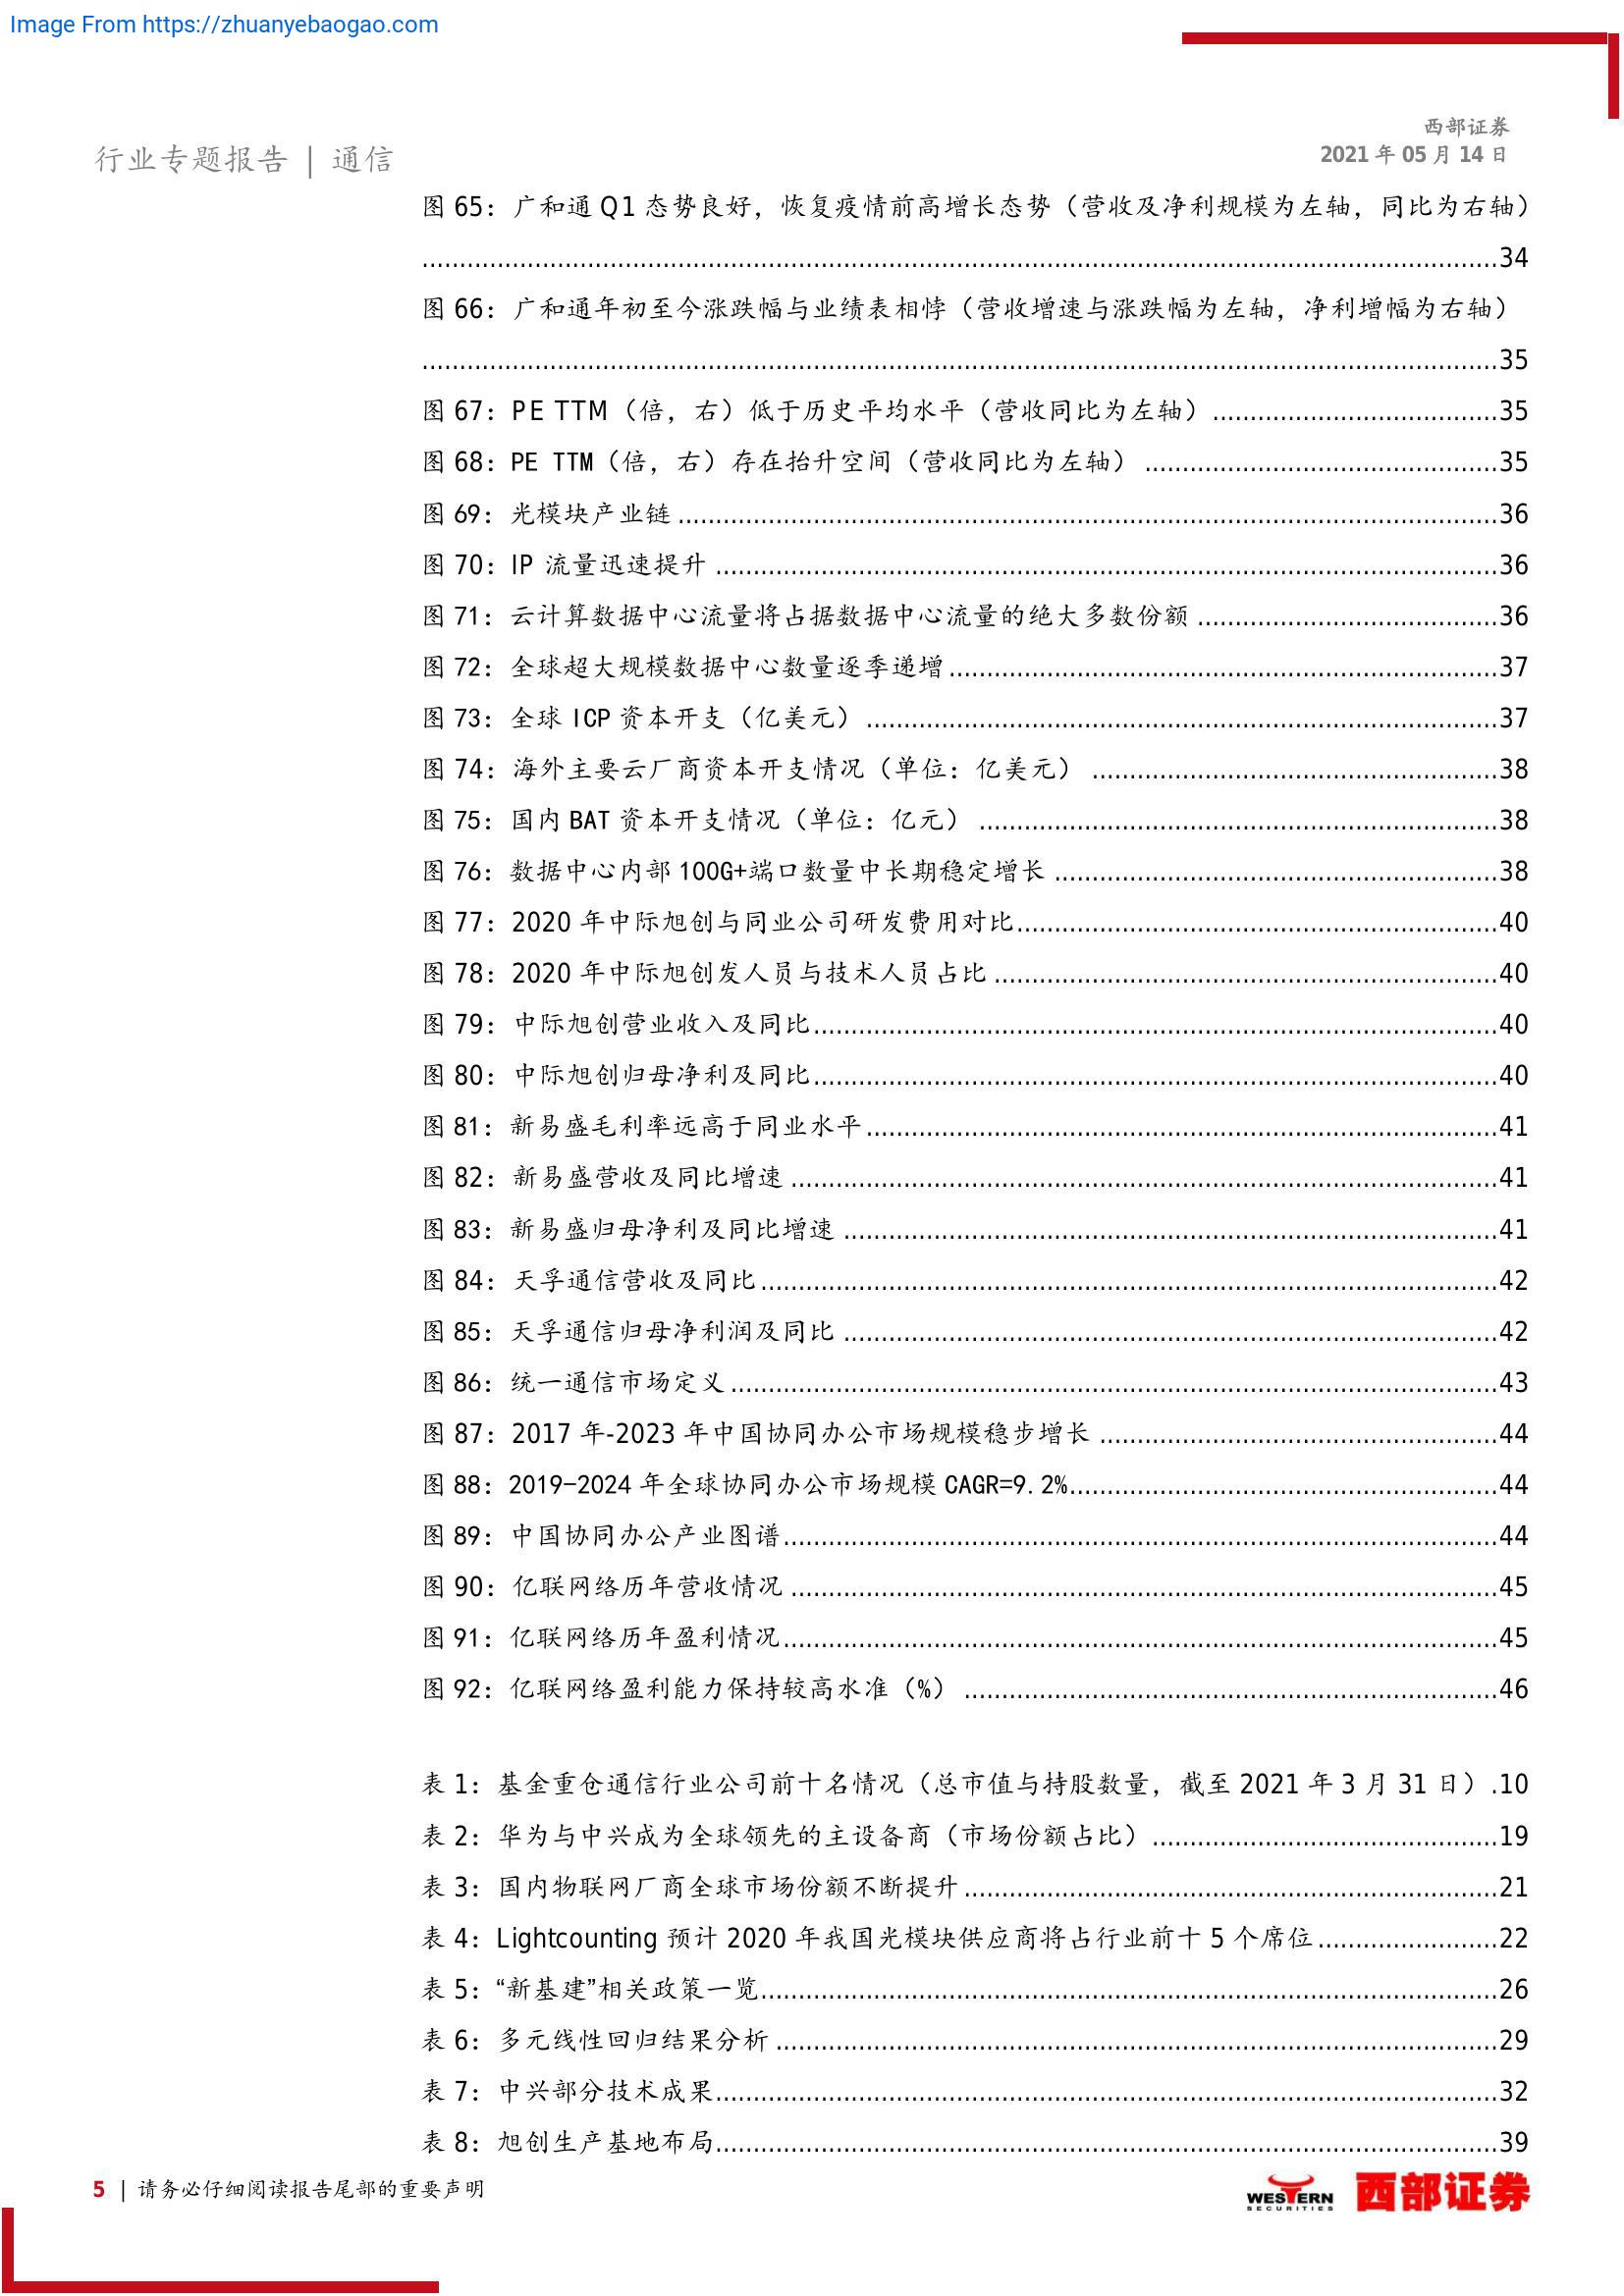 Image From https://zhuanyebaogao.com
西部证券
2021 年 05 月 14 日
行业专题报告 | 通信
图 65：广和通 Q1 态势良好，恢复疫情前高增长态势（营收及净利规模为左轴，同比为右轴）
..........34
图 66：广和通年初至今涨跌幅与业绩表相悖（营收增速与涨跌幅为左轴，净利增幅为右轴）
..........35
图 67：PE TTM（倍，右）低于历史平均水平（营收同比为左轴）..........35
图 68：PE TTM（倍，右）存在抬升空间（营收同比为左轴）..........35
图 69：光模块产业链..........36
图 70：IP 流量迅速提升..........36
图 71：云计算数据中心流量将占据数据中心流量的绝大多数份额..........36
图 72：全球超大规模数据中心数量逐季递增..........37
图 73：全球 ICP 资本开支（亿美元）..........37
图 74：海外主要云厂商资本开支情况（单位：亿美元）..........38
图 75：国内 BAT 资本开支情况（单位：亿元）..........38
图 76：数据中心内部 100G+端口数量中长期稳定增长..........38
图 77：2020 年中际旭创与同业公司研发费用对比..........40
图 78：2020 年中际旭创发人员与技术人员占比..........40
图 79：中际旭创营业收入及同比..........40
图 80：中际旭创归母净利及同比..........40
图 81：新易盛毛利率远高于同业水平..........41
图 82：新易盛营收及同比增速..........41
图 83：新易盛归母净利及同比增速..........41
图 84：天孚通信营收及同比..........42
图 85：天孚通信归母净利润及同比..........42
图 86：统一通信市场定义..........43
图 87：2017 年-2023 年中国协同办公市场规模稳步增长..........44
图 88：2019-2024 年全球协同办公市场规模 CAGR=9.2%..........44
图 89：中国协同办公产业图谱..........44
图 90：亿联网络历年营收情况..........45
图 91：亿联网络历年盈利情况..........45
图 92：亿联网络盈利能力保持较高水准（%）..........46
表 1：基金重仓通信行业公司前十名情况（总市值与持股数量，截至 2021 年 3 月 31 日）.10
表 2：华为与中兴成为全球领先的主设备商（市场份额占比）..........19
表 3：国内物联网厂商全球市场份额不断提升..........21
表 4：Lightcounting 预计 2020 年我国光模块供应商将占行业前十 5 个席位..........22
表 5：“新基建”相关政策一览..........26
表 6：多元线性回归结果分析..........29
表 7：中兴部分技术成果..........32
表 8：旭创生产基地布局..........39
5 | 请务必仔细阅读报告尾部的重要声明
WESTERN
SECURITIES
西部证券